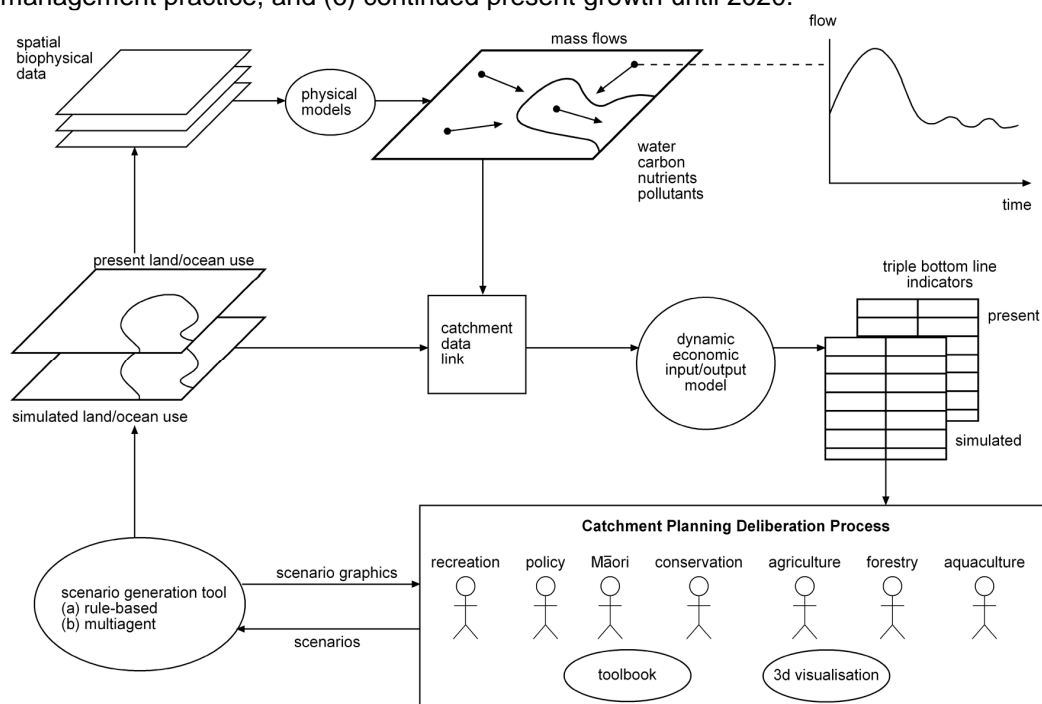 management practice, and (c) continued present growth until 2020.
spatial
biophysical
data
physical
models
mass flows
water
carbon
nutrients
pollutants
flow
time
present land/ocean use
simulated land/ocean use
catchment
data
link
dynamic
economic
input/output
model
triple bottom line
indicators
present
simulated
scenario generation tool
(a) rule-based
(b) multiagent
scenario graphics
scenarios
Catchment Planning Deliberation Process
recreation
policy
Māori
conservation
agriculture
forestry
aquaculture
toolbook
3d visualisation